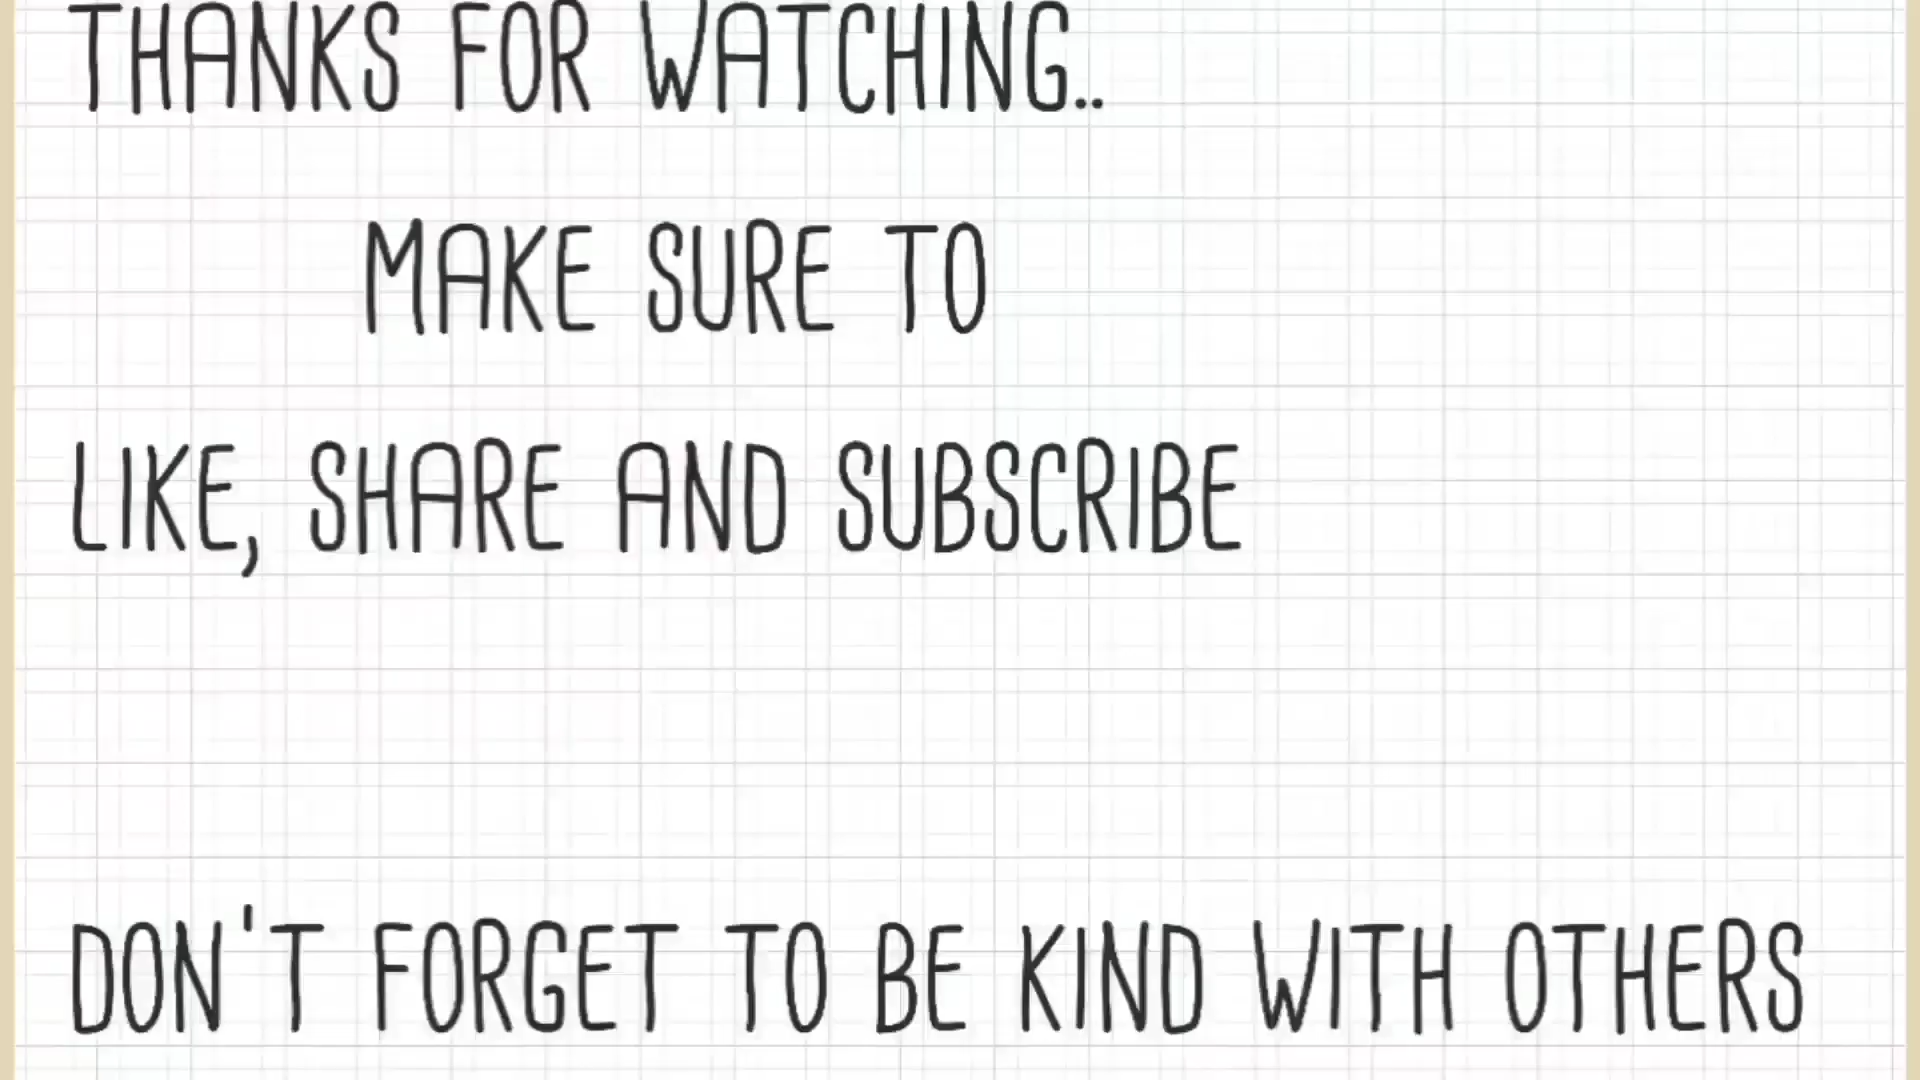 THANKS FOR WATCHING..
MAKE SURE TO
LIKE, SHARE AND SUBSCRIBE
DON'T FORGET TO BE KIND WITH OTHERS